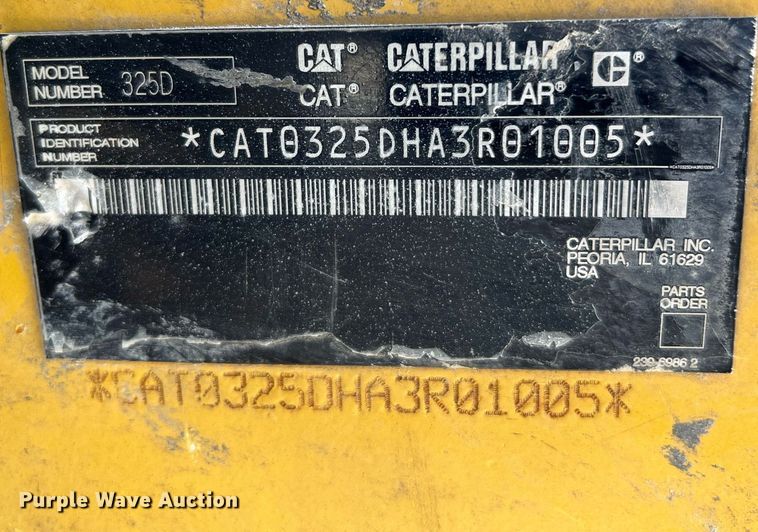 CAT® CATERPILLAR ®
MODEL
NUMBER 325D
CAT® CATERPILLAR®
PRODUCT
IDENTIFICATION
NUMBER
*CAT0325DHA3R01005*
*CAT0325DHA3R01005*
CATERPILLAR INC.
PEORIA, IL 61629
USA
PARTS
ORDER
239-6986 2
*CAT0325DHA3R01005*
Purple Wave Auction